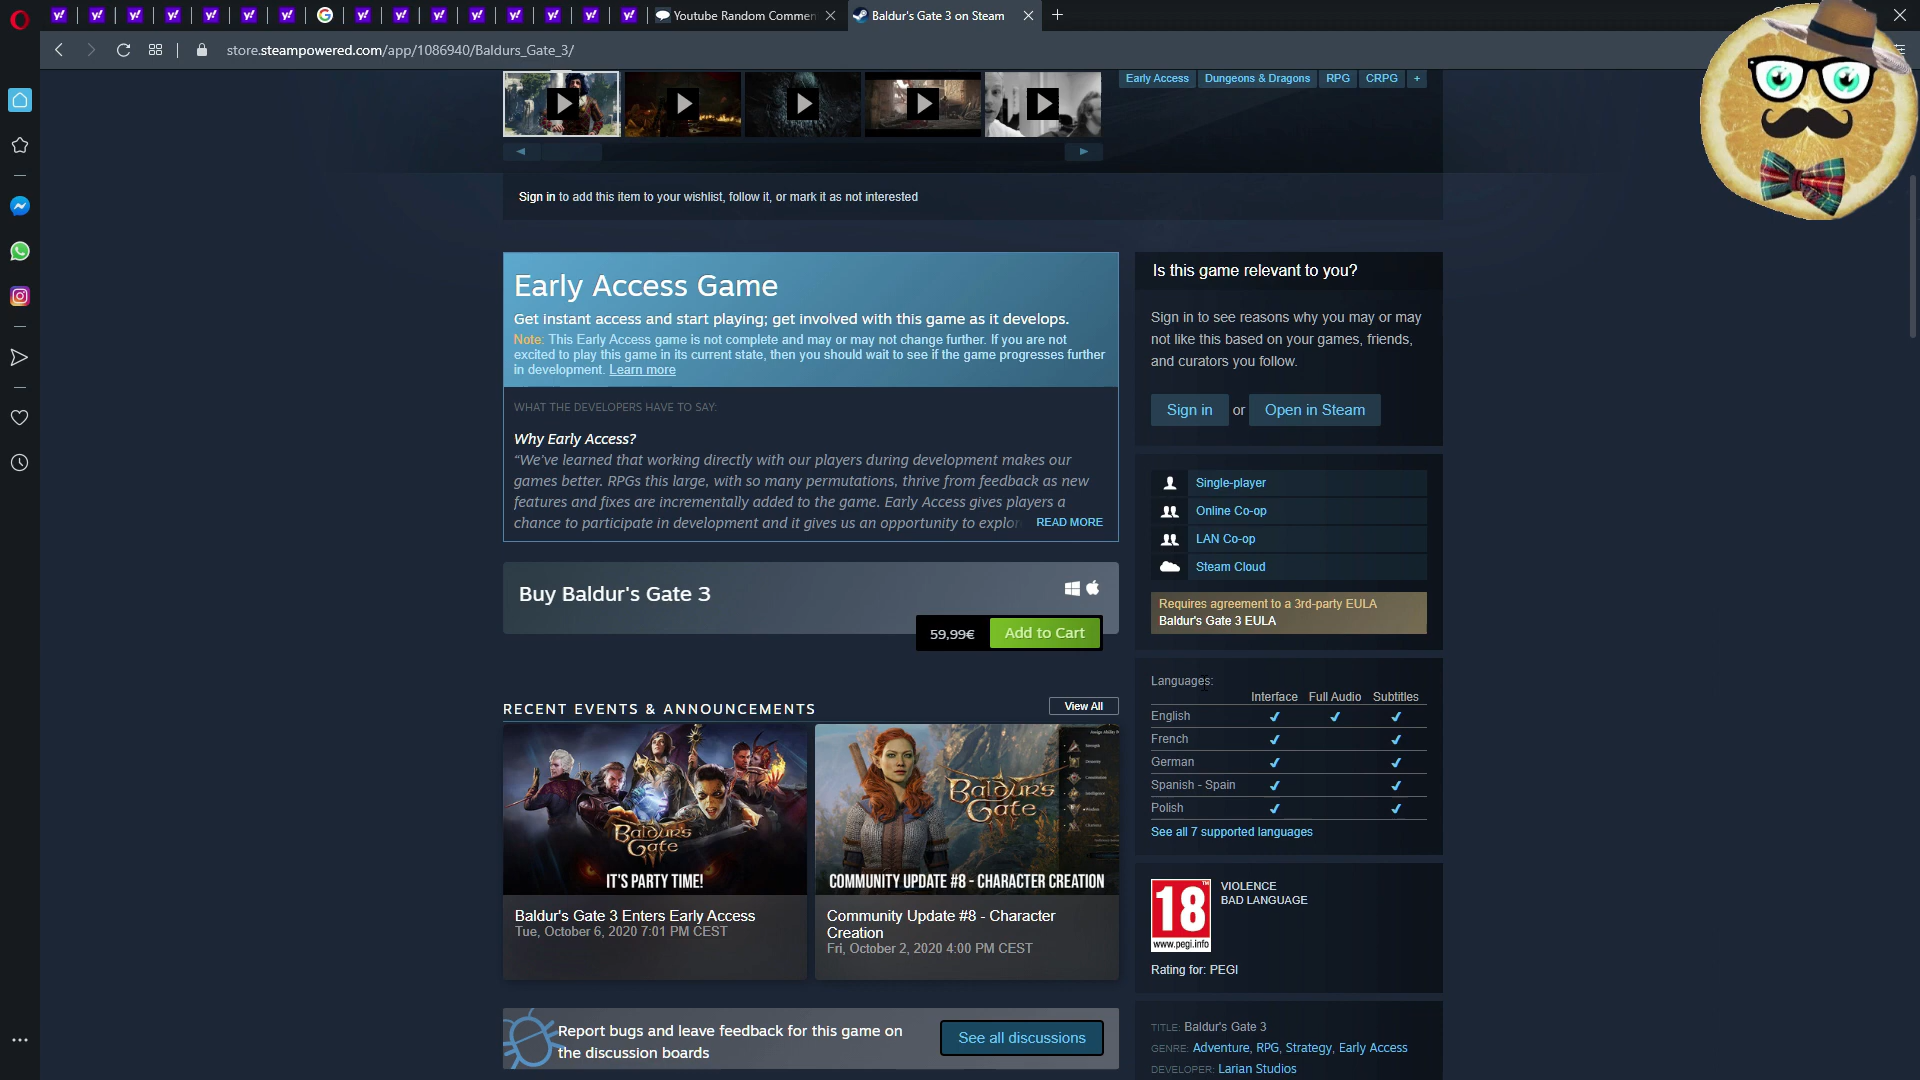 Youtube Random Commen
Baldur's Gate 3 on Steam
store.steampowered.com/app/1086940/Baldurs_Gate_3/
Early Access
Dungeons & Dragons
RPG
CRPG
+
Sign in to add this item to your wishlist, follow it, or mark it as not interested
Early Access Game
Get instant access and start playing; get involved with this game as it develops.
Note: This Early Access game is not complete and may or may not change further. If you are not
excited to play this game in its current state, then you should wait to see if the game progresses further
in development. Learn more
WHAT THE DEVELOPERS HAVE TO SAY:
Why Early Access?
“We've learned that working directly with our players during development makes our
games better. RPGs this large, with so many permutations, thrive from feedback as new
features and fixes are incrementally added to the game. Early Access gives players a
chance to participate in development and it gives us an opportunity to explor
READ MORE
Buy Baldur's Gate 3
59,99€
Add to Cart
RECENT EVENTS & ANNOUNCEMENTS
View All
Baldur's
Gate
IT'S PARTY TIME!
Baldur's Gate 3 Enters Early Access
Tue, October 6, 2020 7:01 PM CEST
Baldur's
Gate
COMMUNITY UPDATE #8 - CHARACTER CREATION
Community Update #8 - Character
Creation
Fri, October 2, 2020 4:00 PM CEST
Report bugs and leave feedback for this game on
the discussion boards
See all discussions
Is this game relevant to you?
Sign in to see reasons why you may or may
not like this based on your games, friends,
and curators you follow.
Sign in or Open in Steam
Single-player
Online Co-op
LAN Co-op
Steam Cloud
Requires agreement to a 3rd-party EULA
Baldur's Gate 3 EULA
Languages:
Interface Full Audio Subtitles
English
French
German
Spanish - Spain
Polish
See all 7 supported languages
18
www.pegi.info
VIOLENCE
BAD LANGUAGE
Rating for: PEGI
TITLE: Baldur's Gate 3
GENRE: Adventure, RPG, Strategy, Early Access
DEVELOPER: Larian Studios